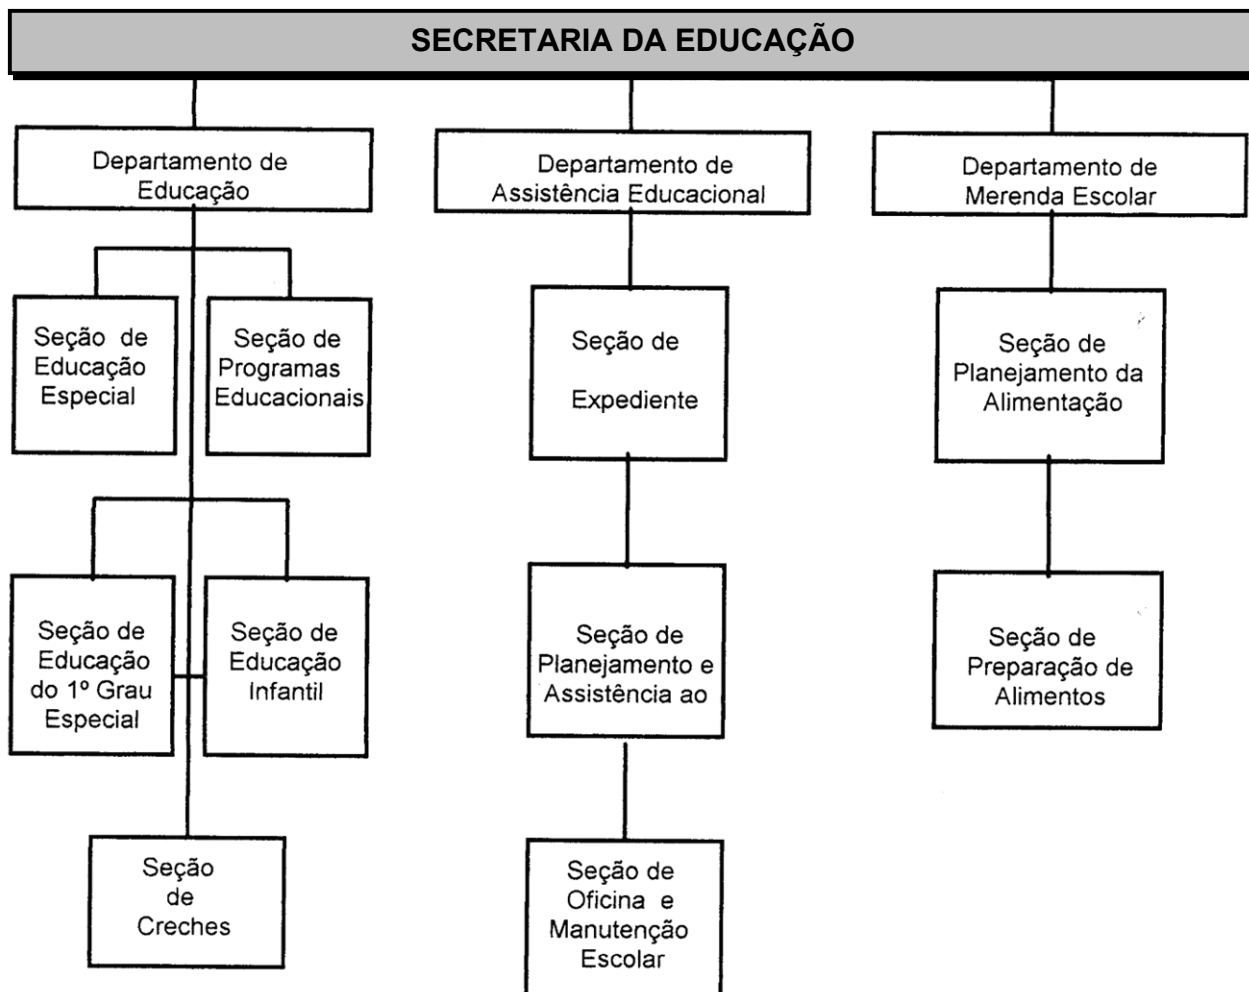 SECRETARIA DA EDUCAÇÃO
Departamento de
Educação
Departamento de
Assistência Educacional
Departamento de
Merenda Escolar
Seção de
Educação
Especial
Seção de
Programas
Educacionais
Seção de
Expediente
Seção de
Planejamento da
Alimentação
Seção de
Educação
do 1º Grau
Especial
Seção de
Educação
Infantil
Seção de
Planejamento e
Assistência ao
Seção de
Preparação de
Alimentos
Seção
de
Creches
Seção de
Oficina e
Manutenção
Escolar